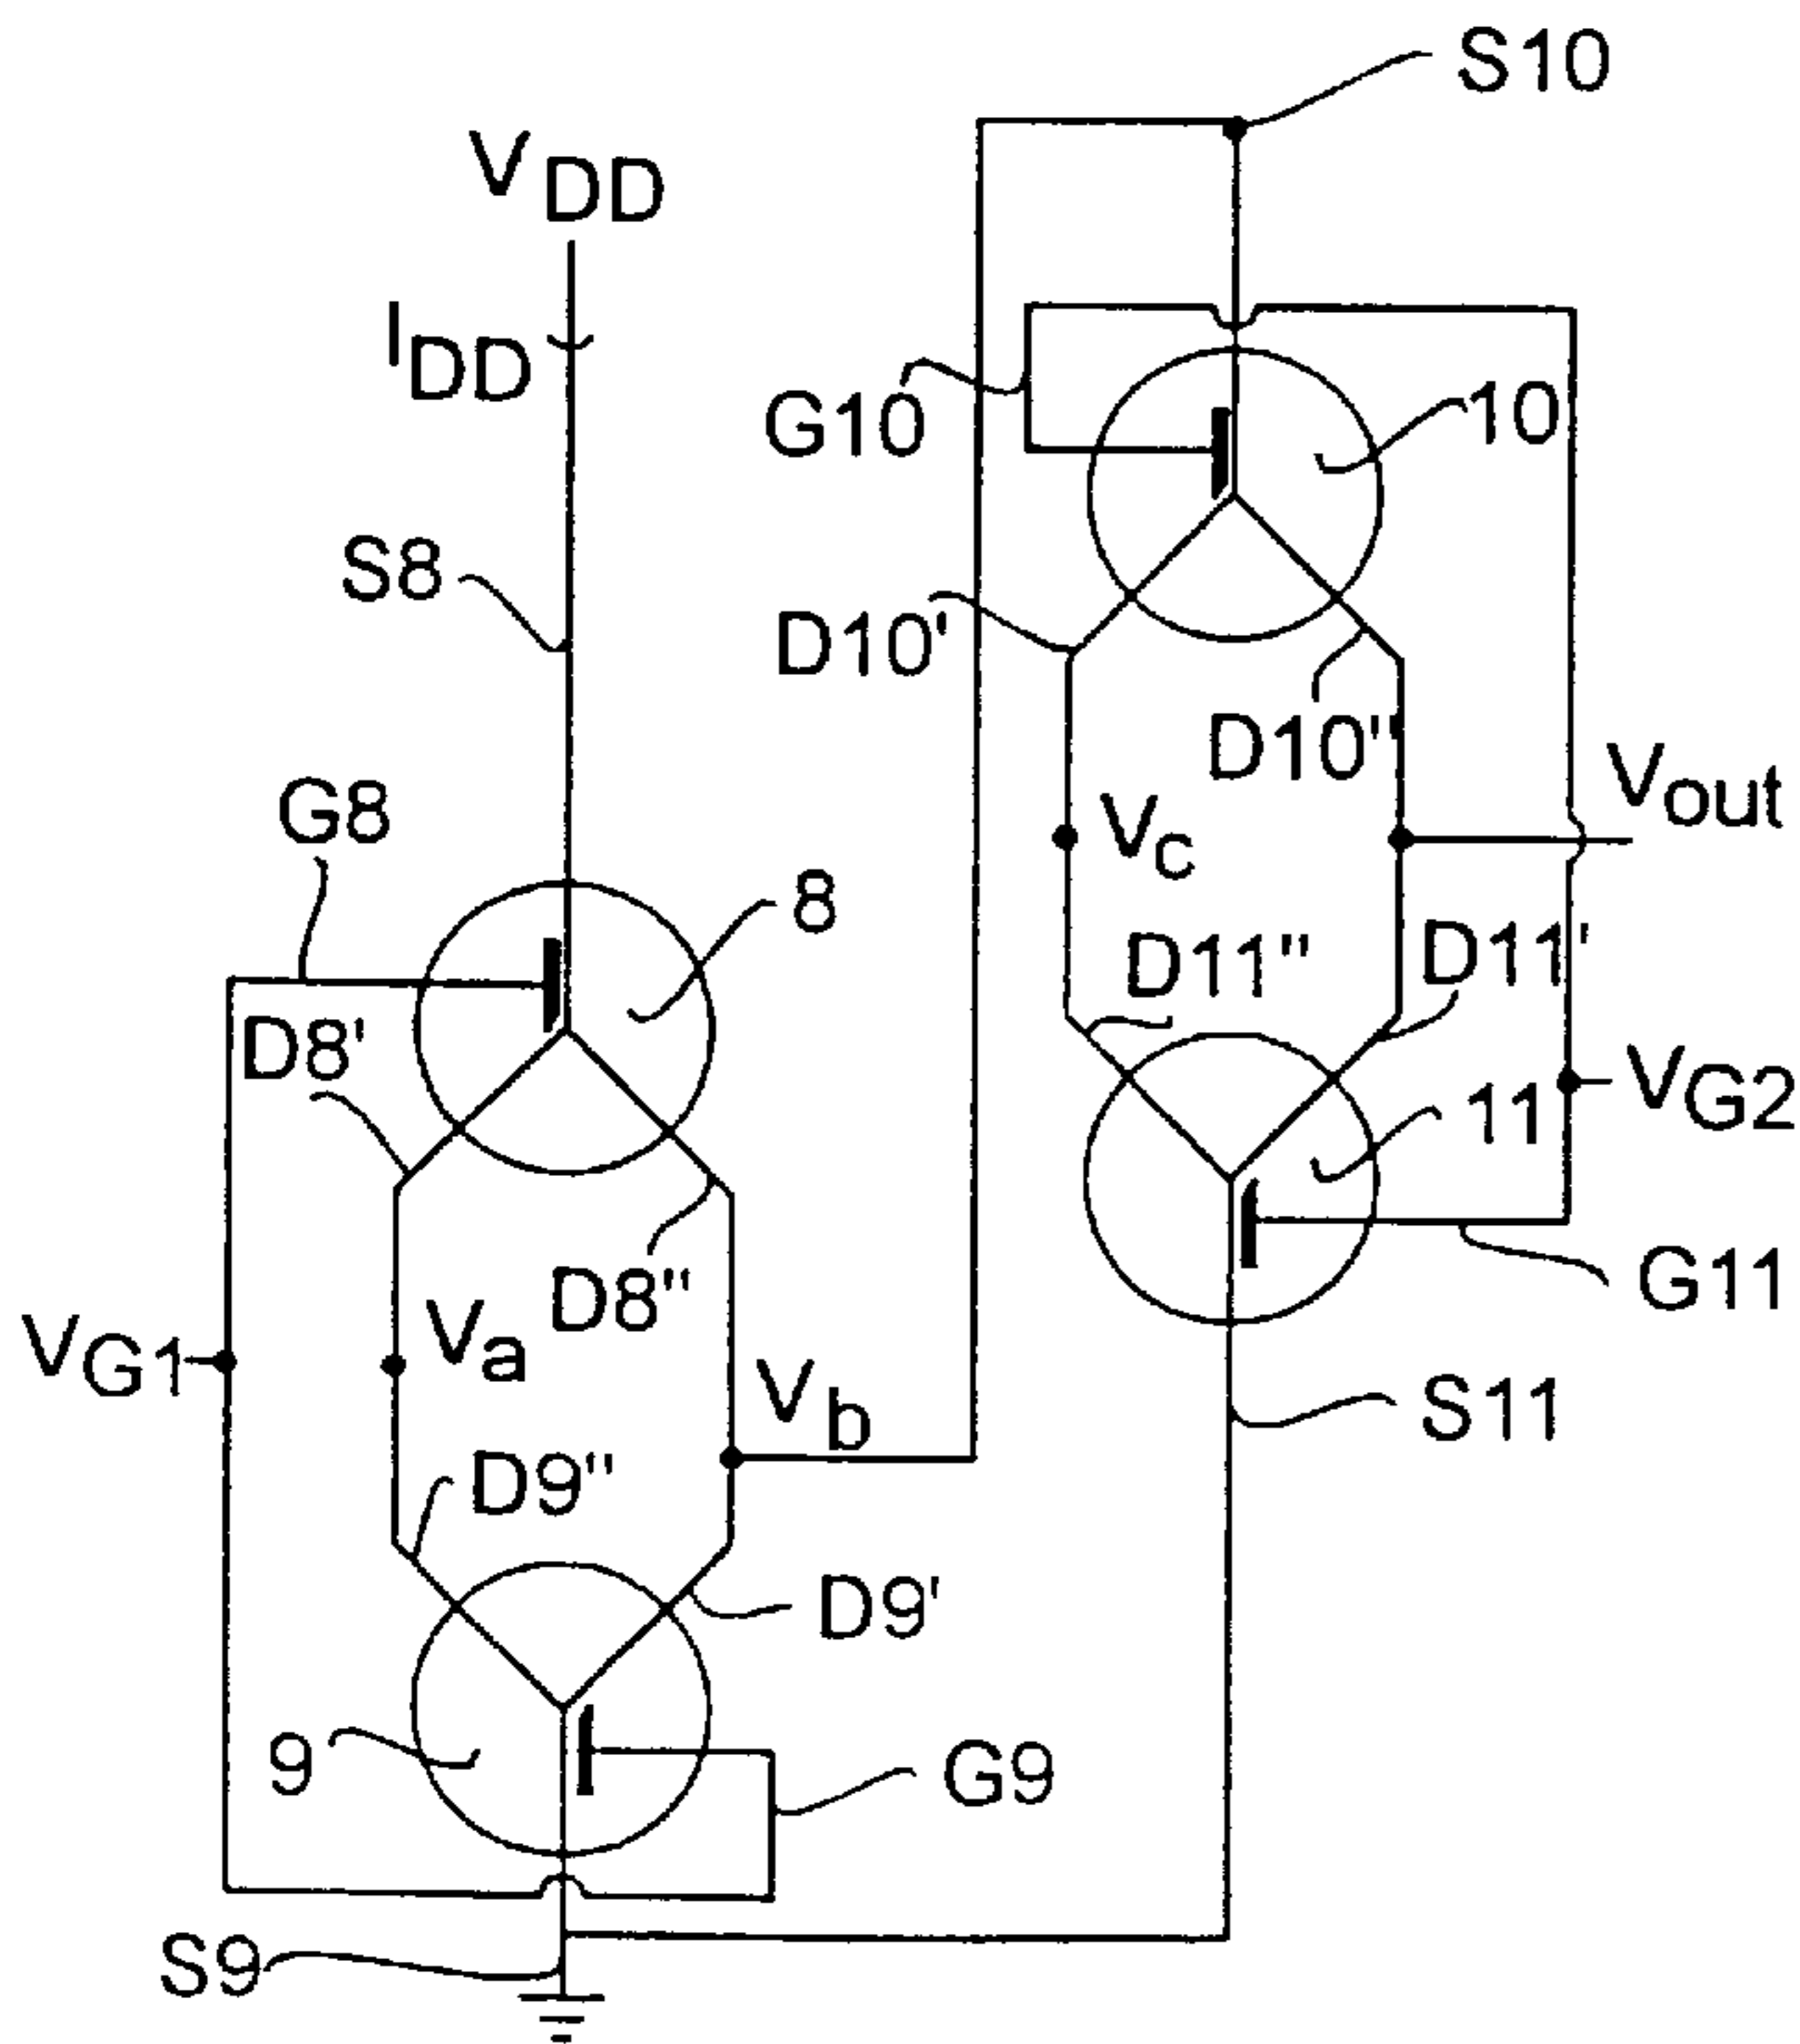 S10
VDD
IDD
G10
10
S8
D10'
D10"
Vout
G8
Vc
8
D11"
D11'
D8'
VG2
11
G11
D8"
VG1
Va
Vb
S11
D9"
D9'
9
G9
S9